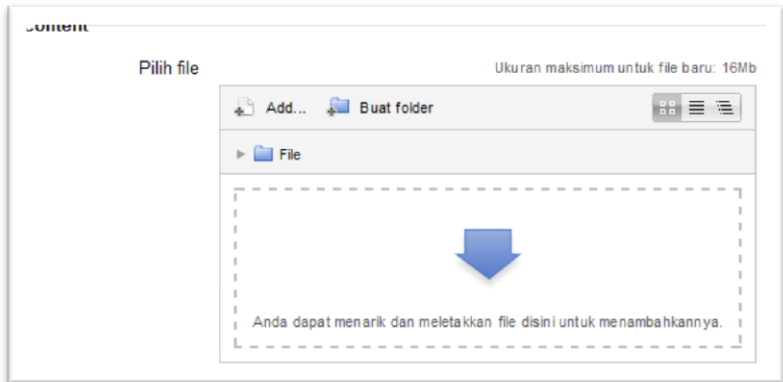 Content
Pilih file
Ukuran maksimum untuk file baru: 16Mb
Add... Buat folder
File
Anda dapat menarik dan meletakkan file disini untuk menambahkannya.